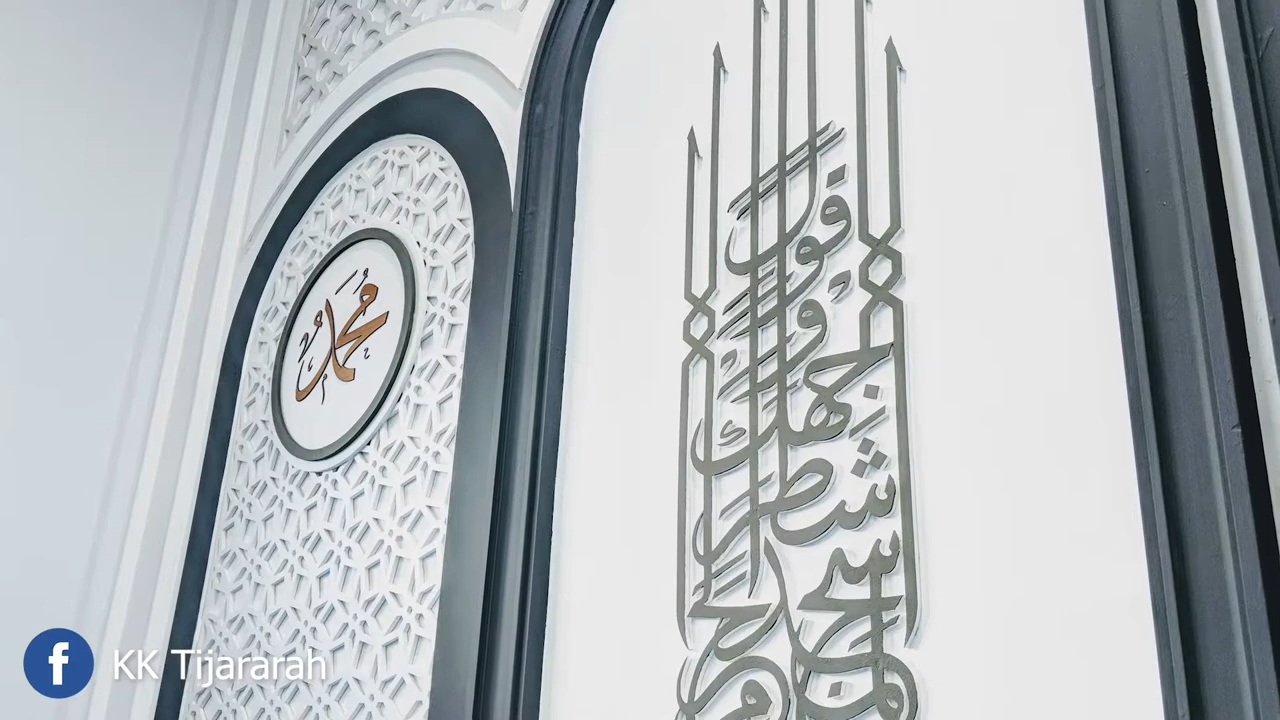 محمد
فول
وجهك
شطر
المسجد
الحرام
KK Tijararah